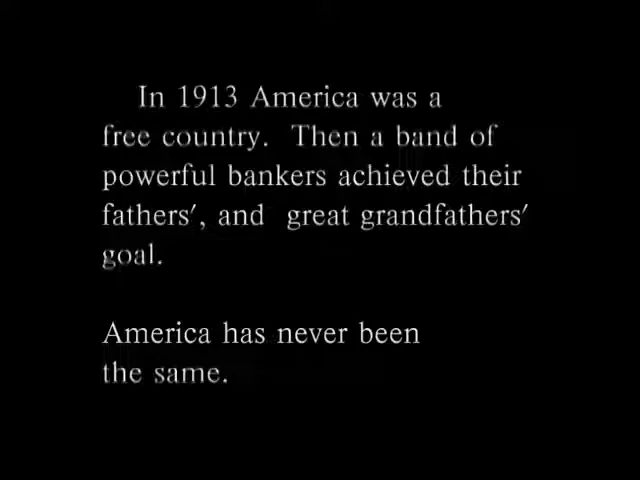 In 1913 America was a
free country. Then a band of
powerful bankers achieved their
fathers', and great grandfathers'
goal.
America has never been
the same.